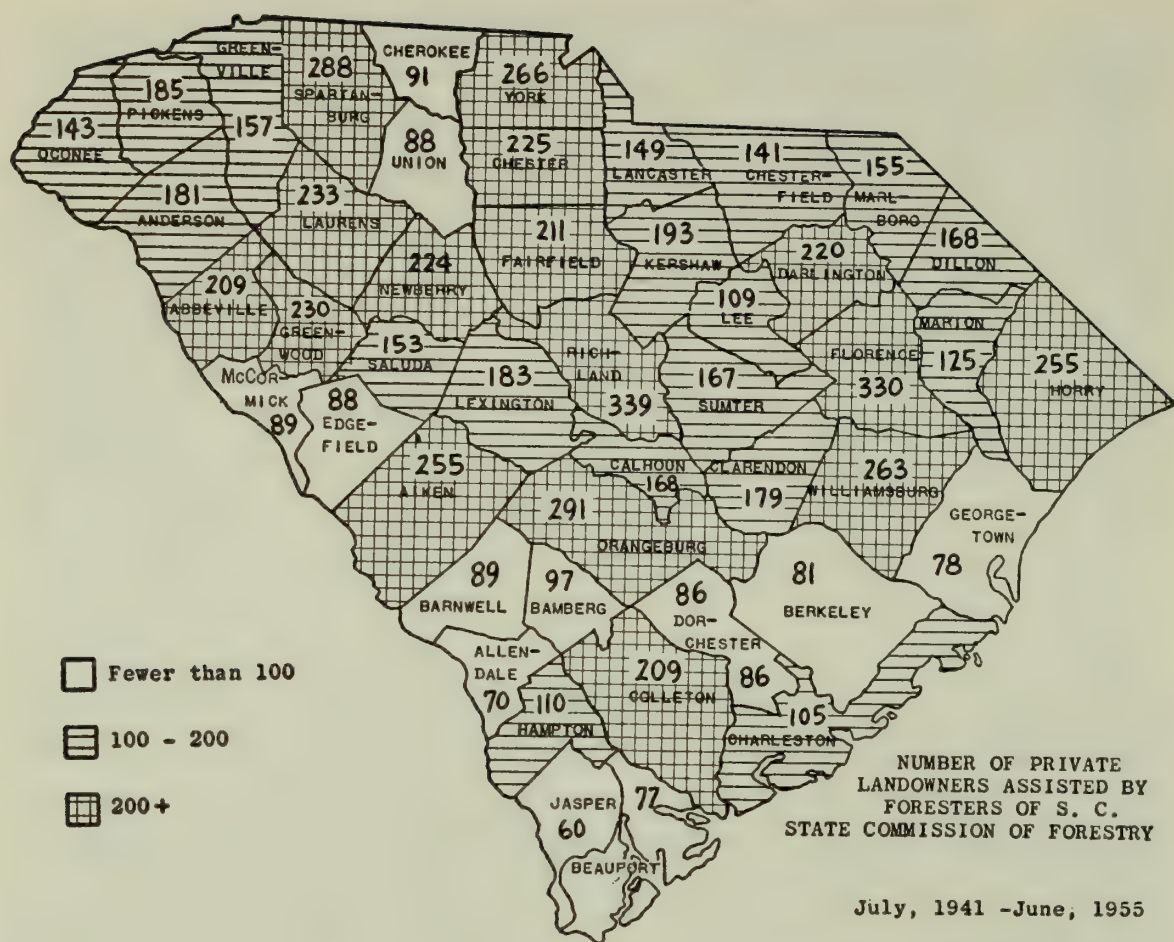 GREEN-
VILLE
157
CHEROKEE
91
288
SPARTAN-
BURG
266
YORK
185
PICKENS
143
OCONEE
88
UNION
225
CHESTER
149
LANCASTER
141
CHESTER-
FIELD
155
MARL-
BORO
181
ANDERSON
233
LAURENS
211
FAIRFIELD
193
KERSHAW
220
DARLINGTON
168
DILLON
224
NEWBERRY
209
ABBEVILLE
230
GREEN-
WOOD
109
LEE
MARION
125
153
SALUDA
RICH-
LAND
339
FLORENCE
330
255
HORRY
McCOR-
MICK
89
88
EDGE-
FIELD
183
LEXINGTON
167
SUMTER
255
AIKEN
CALHOUN
168
CLARENDON
179
263
WILLIAMSBURG
291
ORANGEBURG
GEORGE-
TOWN
78
89
BARNWELL
97
BAMBERG
86
DOR-
CHESTER
86
81
BERKELEY
ALLEN-
DALE
70
110
HAMPTON
209
COLLETON
105
CHARLESTON
JASPER
60
77
BEAUFORT
Fewer than 100
100 - 200
200+
NUMBER OF PRIVATE
LANDOWNERS ASSISTED BY
FORESTERS OF S. C.
STATE COMMISSION OF FORESTRY
July, 1941 -June, 1955